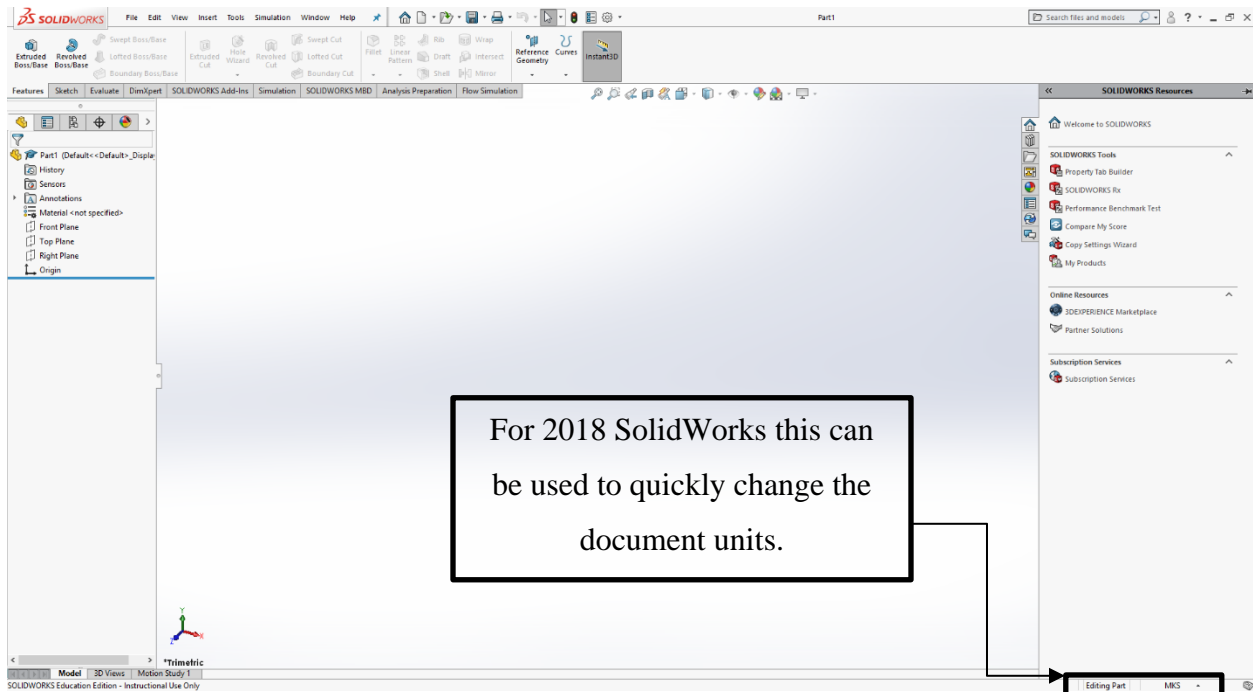 SOLIDWORKS File Edit View Insert Tools Simulation Window Help Part1 Search files and models ?
Extruded Boss/Base
Revolved Boss/Base
Swept Boss/Base
Lofted Boss/Base
Boundary Boss/Base
Extruded Cut
Hole Wizard
Revolved Cut
Swept Cut
Lofted Cut
Boundary Cut
Fillet
Linear Pattern
Rib
Draft
Shell
Wrap
Intersect
Mirror
Reference Geometry
Curves
Instant3D
Features Sketch Evaluate DimXpert SOLIDWORKS Add-Ins Simulation SOLIDWORKS MBD Analysis Preparation Flow Simulation
Part1 (Default<<Default>_Display
History
Sensors
Annotations
Material <not specified>
Front Plane
Top Plane
Right Plane
Origin
SOLIDWORKS Resources
Welcome to SOLIDWORKS
SOLIDWORKS Tools
Property Tab Builder
SOLIDWORKS Rx
Performance Benchmark Test
Compare My Score
Copy Settings Wizard
My Products
Online Resources
3DEXPERIENCE Marketplace
Partner Solutions
Subscription Services
Subscription Services
For 2018 SolidWorks this can
be used to quickly change the
document units.
Y
X
Z
*Trimetric
Model 3D Views Motion Study 1
SOLIDWORKS Education Edition - Instructional Use Only
Editing Part MKS